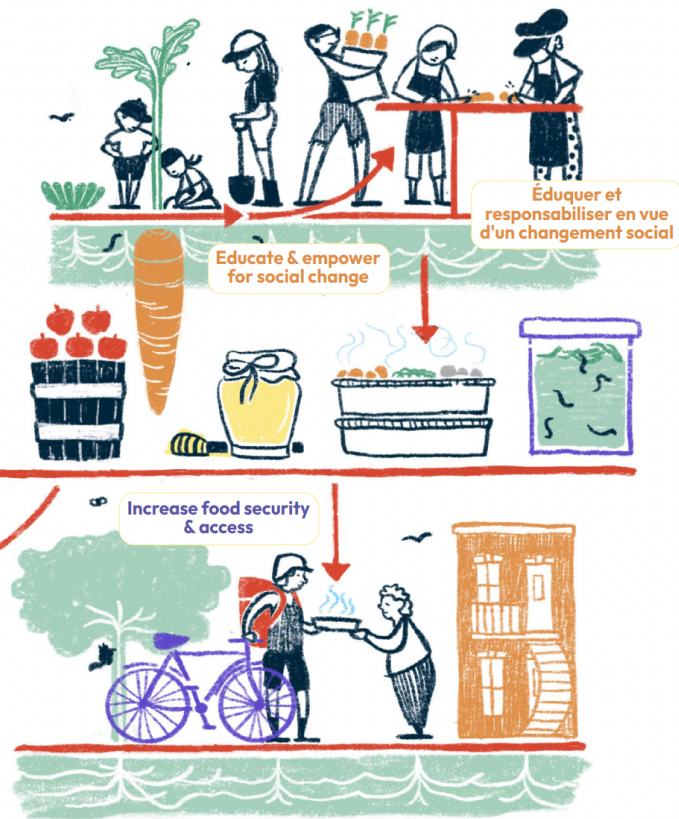 Éduquer et
responsabiliser en vue
d'un changement social
Educate & empower
for social change
Increase food security
& access